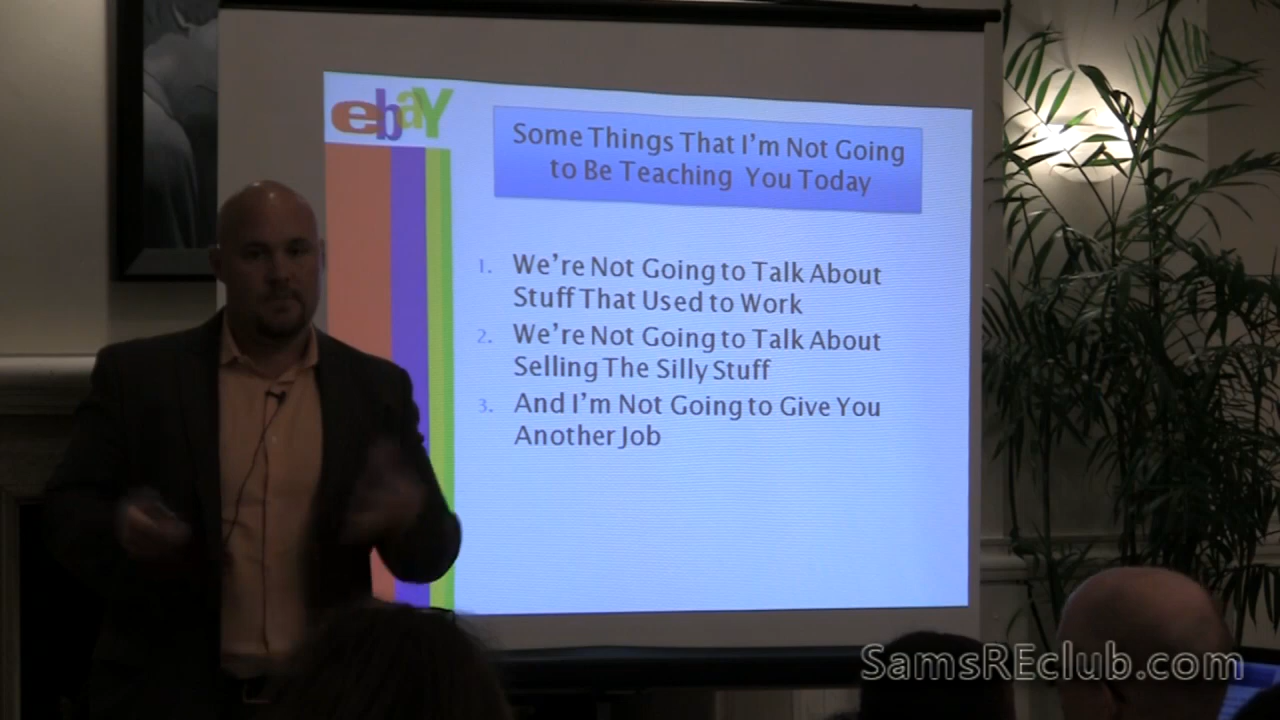 ebay
Some Things That I'm Not Going
to Be Teaching You Today
1. We're Not Going to Talk About
Stuff That Used to Work
2. We're Not Going to Talk About
Selling The Silly Stuff
3. And I'm Not Going to Give You
Another Job
SamsREclub.com